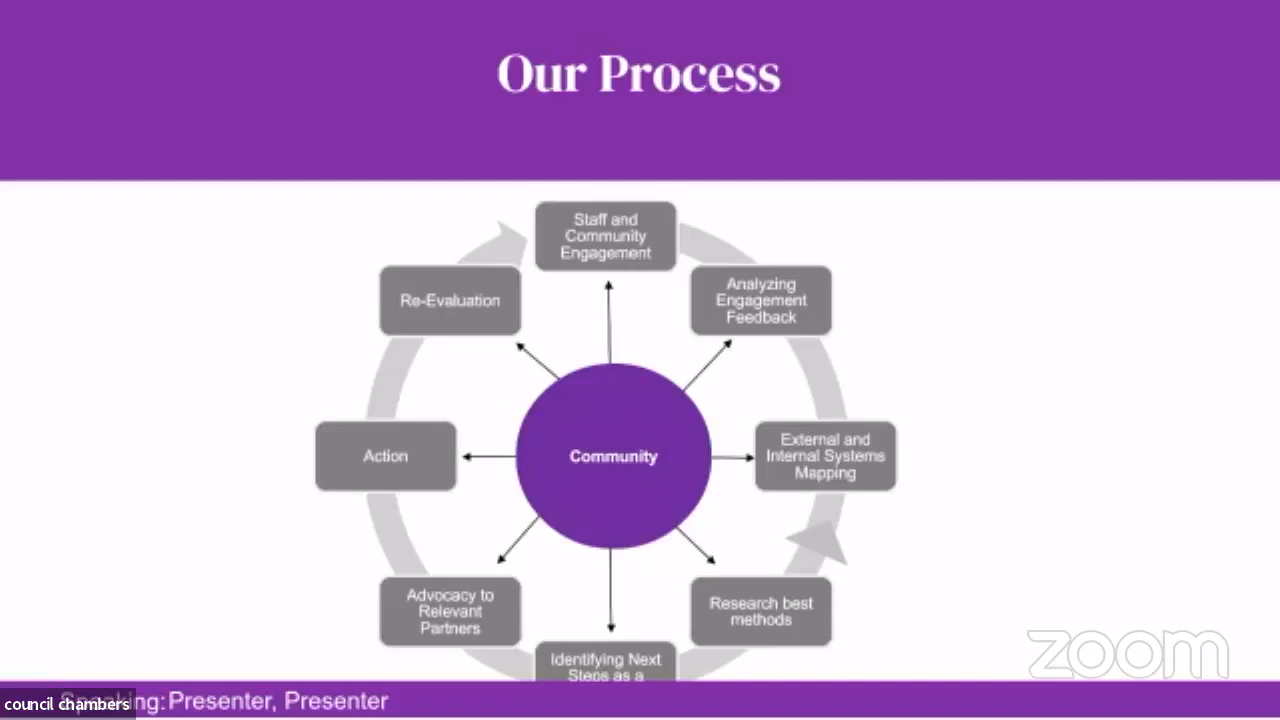 Our Process
Staff and
Community
Engagement
Re-Evaluation
Analyzing
Engagement
Feedback
Action
Community
External and
Internal Systems
Mapping
Advocacy to
Relevant
Partners
Research best
methods
Identifying Next
Steps as a
zoom
Speaking: Presenter, Presenter
council chambers